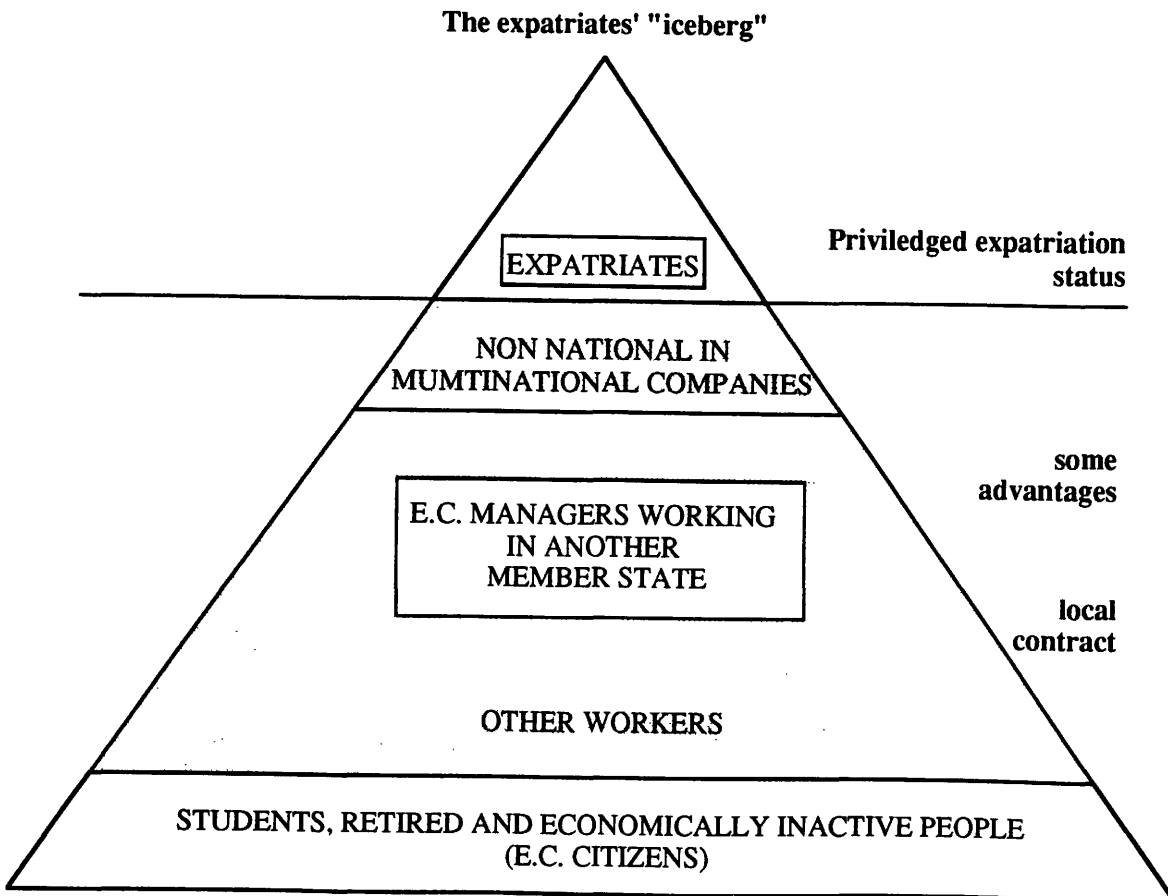 The expatriates' "iceberg"
EXPATRIATES
Priviledged expatriation
status
NON NATIONAL IN
MUMTINATIONAL COMPANIES
some
advantages
E.C. MANAGERS WORKING
IN ANOTHER
MEMBER STATE
local
contract
OTHER WORKERS
STUDENTS, RETIRED AND ECONOMICALLY INACTIVE PEOPLE
(E.C. CITIZENS)